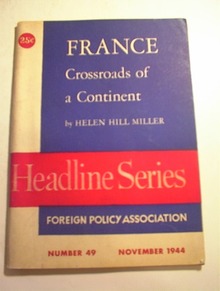 25¢
FRANCE
Crossroads of
a Continent
by HELEN HILL MILLER
Headline Series
FOREIGN POLICY ASSOCIATION
NUMBER 49 NOVEMBER 1944